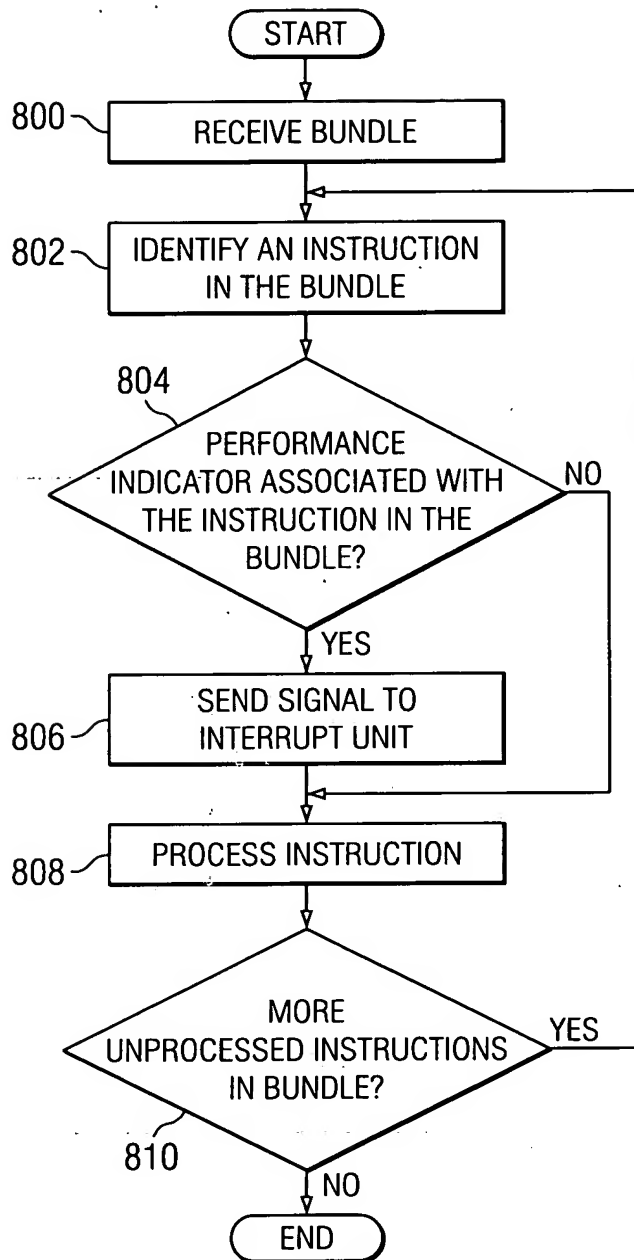 START
800
RECEIVE BUNDLE
802
IDENTIFY AN INSTRUCTION
IN THE BUNDLE
804
PERFORMANCE
INDICATOR ASSOCIATED WITH
THE INSTRUCTION IN THE
BUNDLE?
NO
YES
806
SEND SIGNAL TO
INTERRUPT UNIT
808
PROCESS INSTRUCTION
MORE
UNPROCESSED INSTRUCTIONS
IN BUNDLE?
YES
810
NO
END